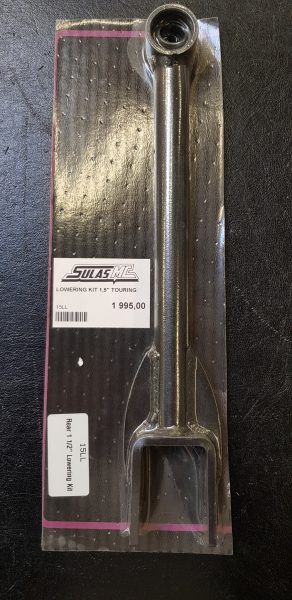 SULAS MC
LOWERING KIT 1,5" TOURING
15LL
1 995,00
15LL
Rear 1 1/2" Lowering Kit